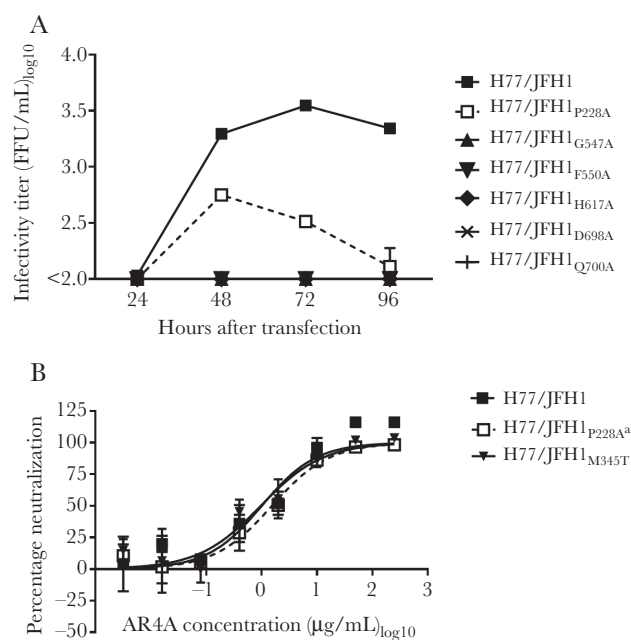 A
Infectivity titer (FFU/mL)log10
4.0
3.5
3.0
2.5
<2.0
24 48 72 96
Hours after transfection
H77/JFH1
H77/JFH1P228A
H77/JFH1G547A
H77/JFH1F550A
H77/JFH1H617A
H77/JFH1D698A
H77/JFH1Q700A
B
Percentage neutralization
125
100
75
50
25
0
−25
−50
−1 0 1 2 3
AR4A concentration (μg/mL)log10
H77/JFH1
H77/JFH1P228Aa
H77/JFH1M345T